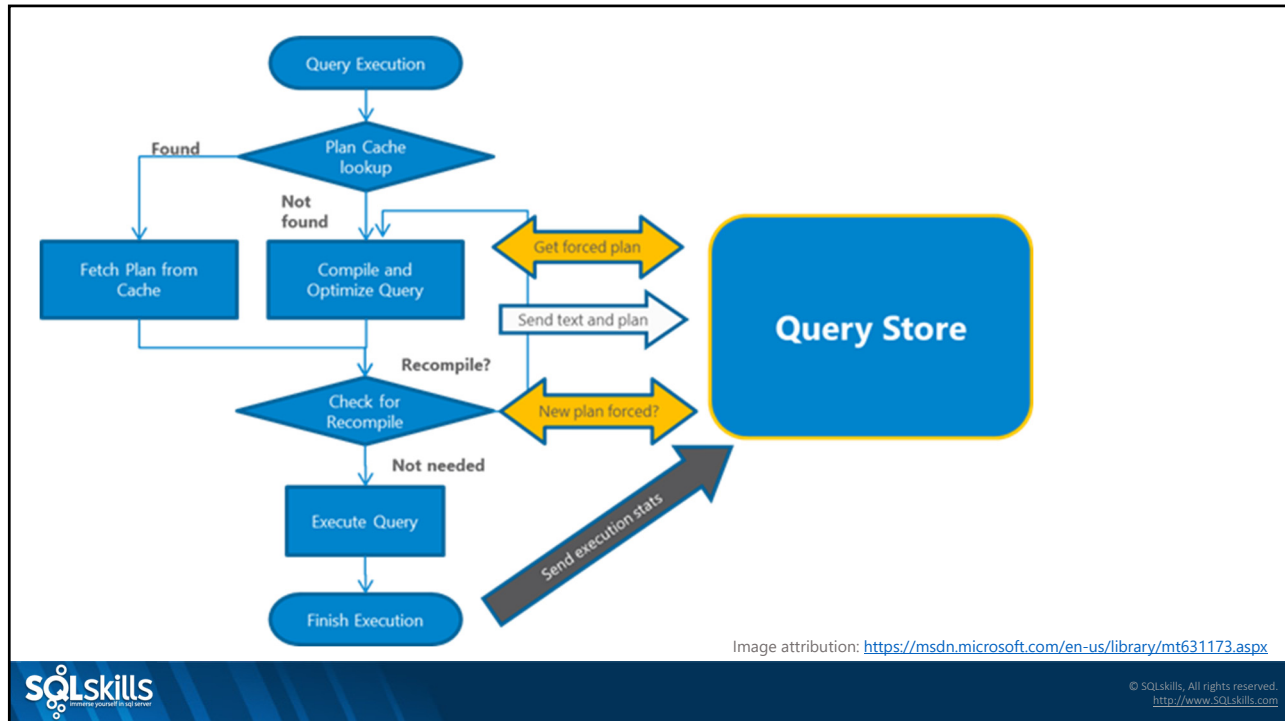 Query Execution
Found
Plan Cache
lookup
Not
found
Fetch Plan from
Cache
Compile and
Optimize Query
Get forced plan
Send text and plan
Query Store
Recompile?
Check for
Recompile
New plan forced?
Not needed
Execute Query
Send execution stats
Finish Execution
Image attribution: https://msdn.microsoft.com/en-us/library/mt631173.aspx
SQLskills
immerse yourself in sql server
© SQLskills, All rights reserved.
http://www.SQLskills.com